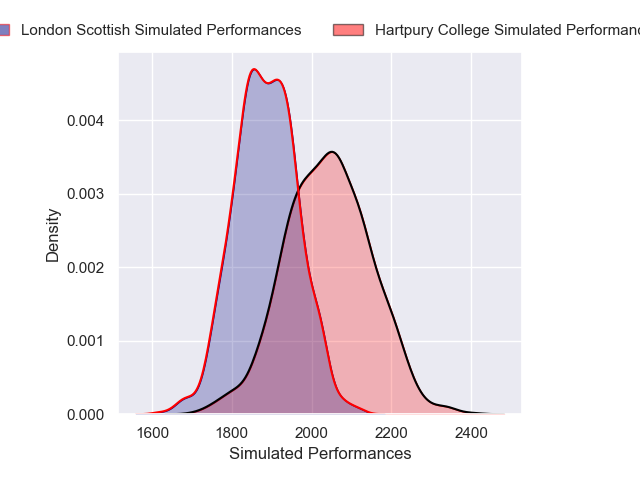 London Scottish Simulated Performances
Hartpury College Simulated
0.004
0.003
0.002
0.001
0.000
Density
1600 1800 2000 2200 2400
Simulated Performances